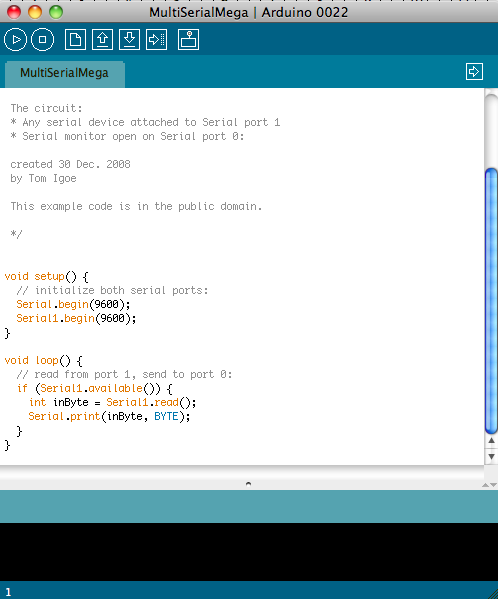 MultiSerialMega | Arduino 0022
MultiSerialMega
The circuit:
* Any serial device attached to Serial port 1
* Serial monitor open on Serial port 0:
created 30 Dec. 2008
by Tom Igoe
This example code is in the public domain.
*/
void setup() {
// initialize both serial ports:
Serial.begin(9600);
Serial1.begin(9600);
}
void loop() {
// read from port 1, send to port 0:
if (Serial1.available()) {
int inByte = Serial1.read();
Serial.print(inByte, BYTE);
}
}
1